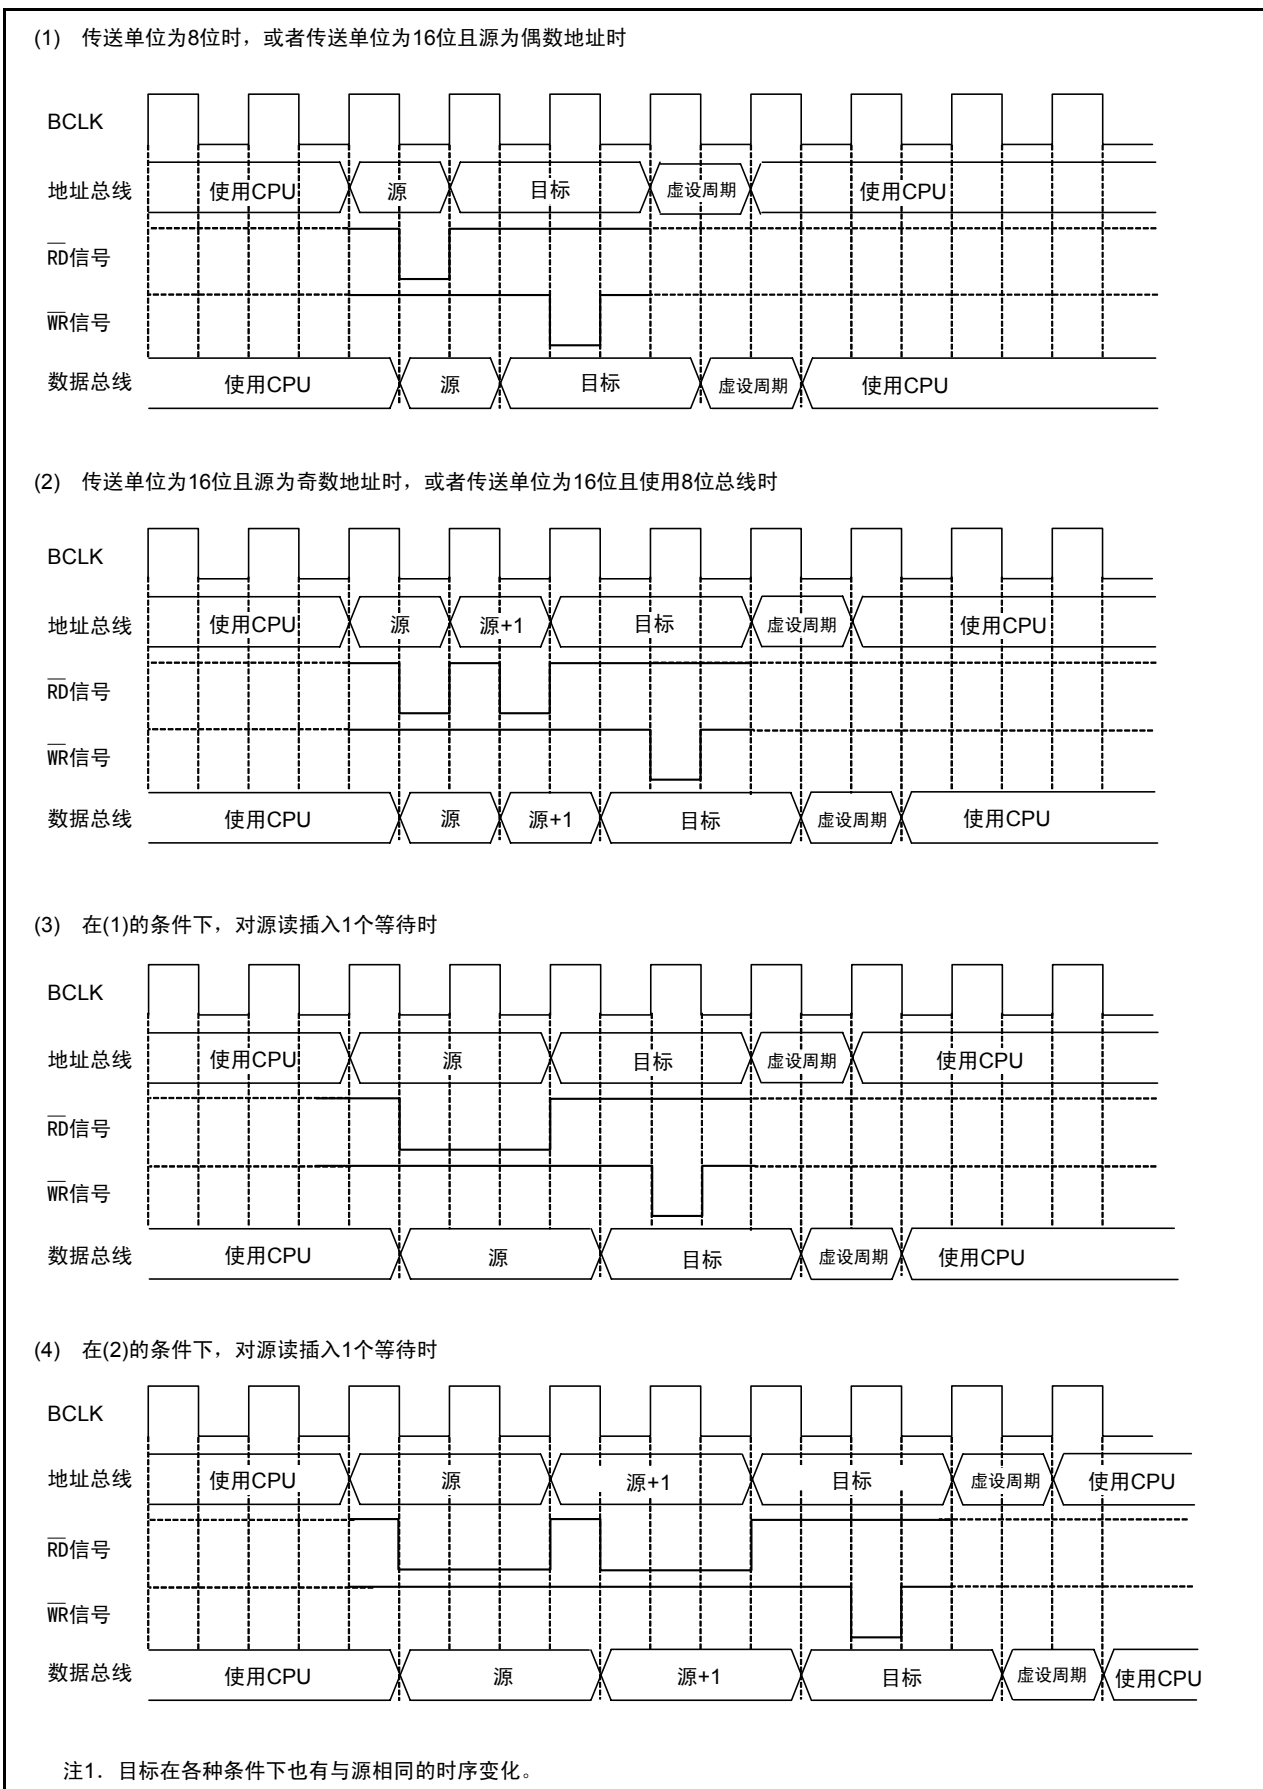 (1) 传送单位为8位时，或者传送单位为16位且源为偶数地址时
BCLK
地址总线 使用CPU 源 目标 虚设周期 使用CPU
RD信号
WR信号
数据总线 使用CPU 源 目标 虚设周期 使用CPU
(2) 传送单位为16位且源为奇数地址时，或者传送单位为16位且使用8位总线时
BCLK
地址总线 使用CPU 源 源+1 目标 虚设周期 使用CPU
RD信号
WR信号
数据总线 使用CPU 源 源+1 目标 虚设周期 使用CPU
(3) 在(1)的条件下，对源读插入1个等待时
BCLK
地址总线 使用CPU 源 目标 虚设周期 使用CPU
RD信号
WR信号
数据总线 使用CPU 源 目标 虚设周期 使用CPU
(4) 在(2)的条件下，对源读插入1个等待时
BCLK
地址总线 使用CPU 源 源+1 目标 虚设周期 使用CPU
RD信号
WR信号
数据总线 使用CPU 源 源+1 目标 虚设周期 使用CPU
注1. 目标在各种条件下也有与源相同的时序变化。